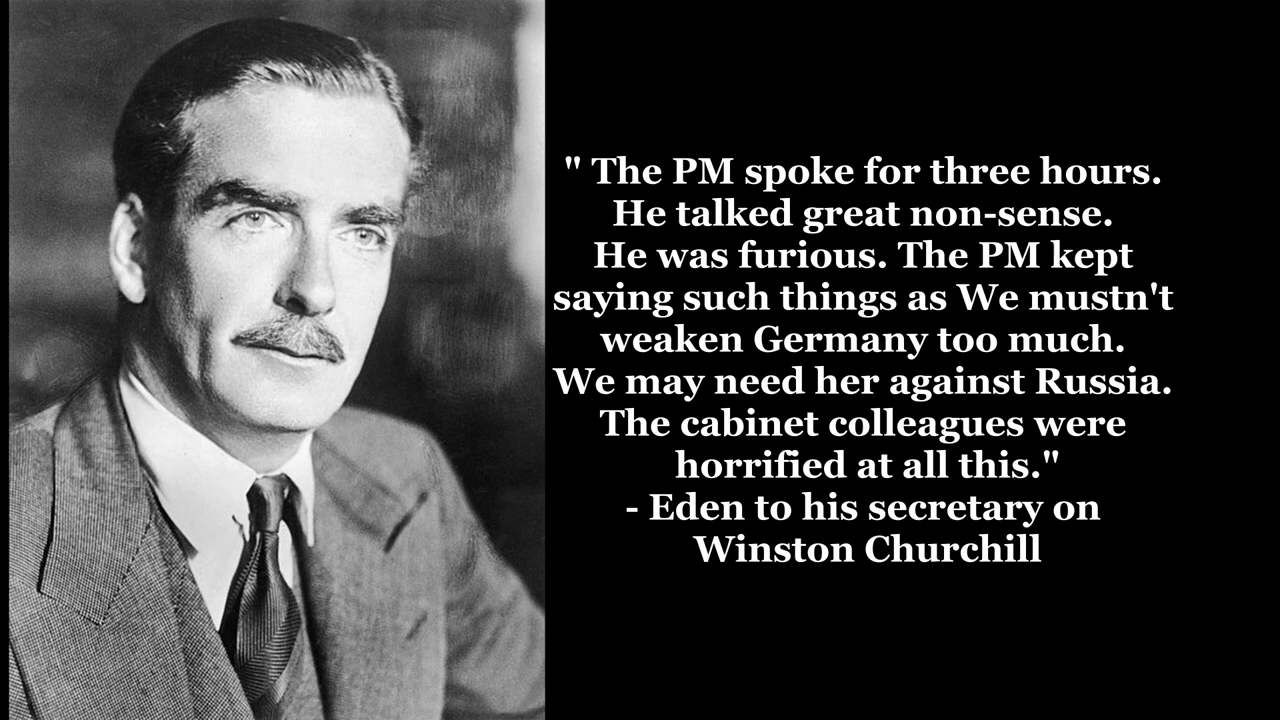 " The PM spoke for three hours.
He talked great non-sense.
He was furious. The PM kept
saying such things as We mustn't
weaken Germany too much.
We may need her against Russia.
The cabinet colleagues were
horrified at all this."
- Eden to his secretary on
Winston Churchill